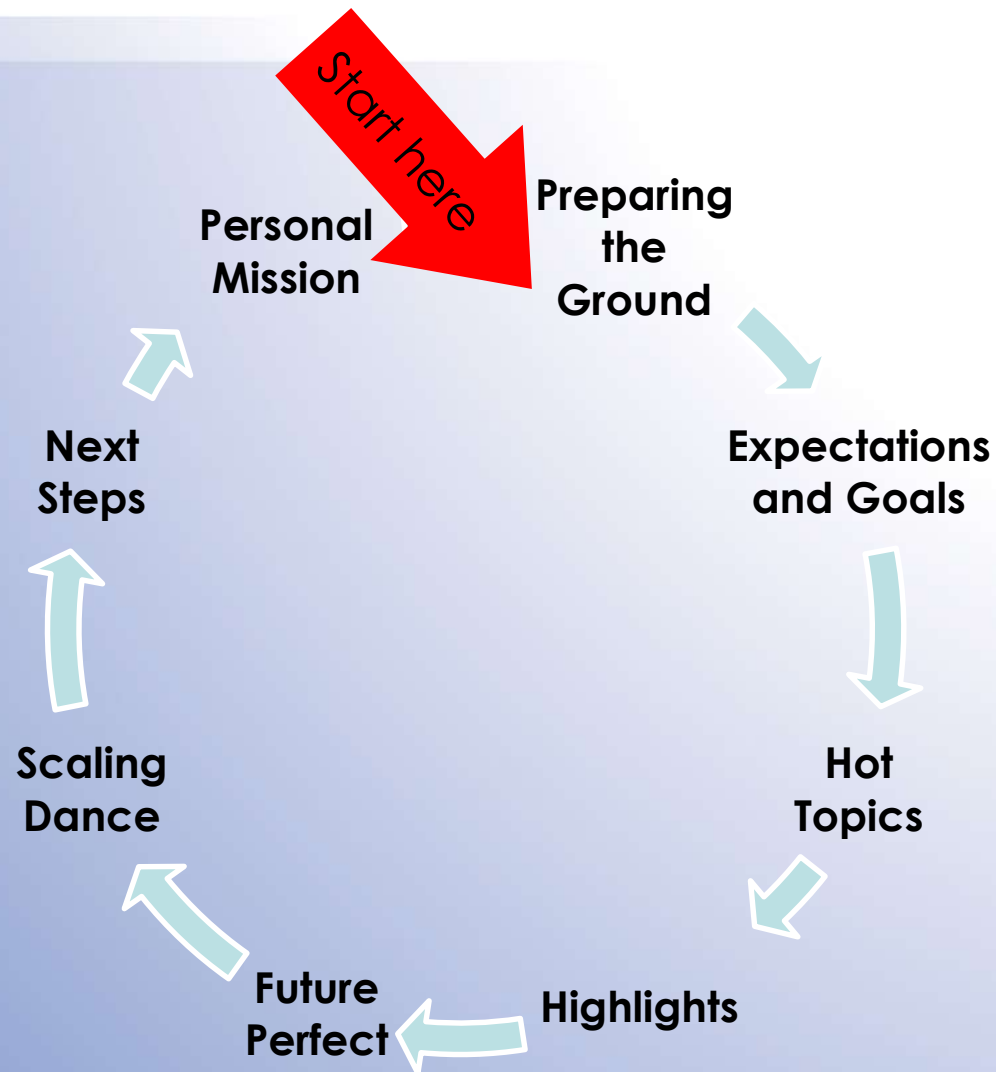 Start here
Preparing
the
Ground
Expectations
and Goals
Hot
Topics
Highlights
Future
Perfect
Scaling
Dance
Next
Steps
Personal
Mission